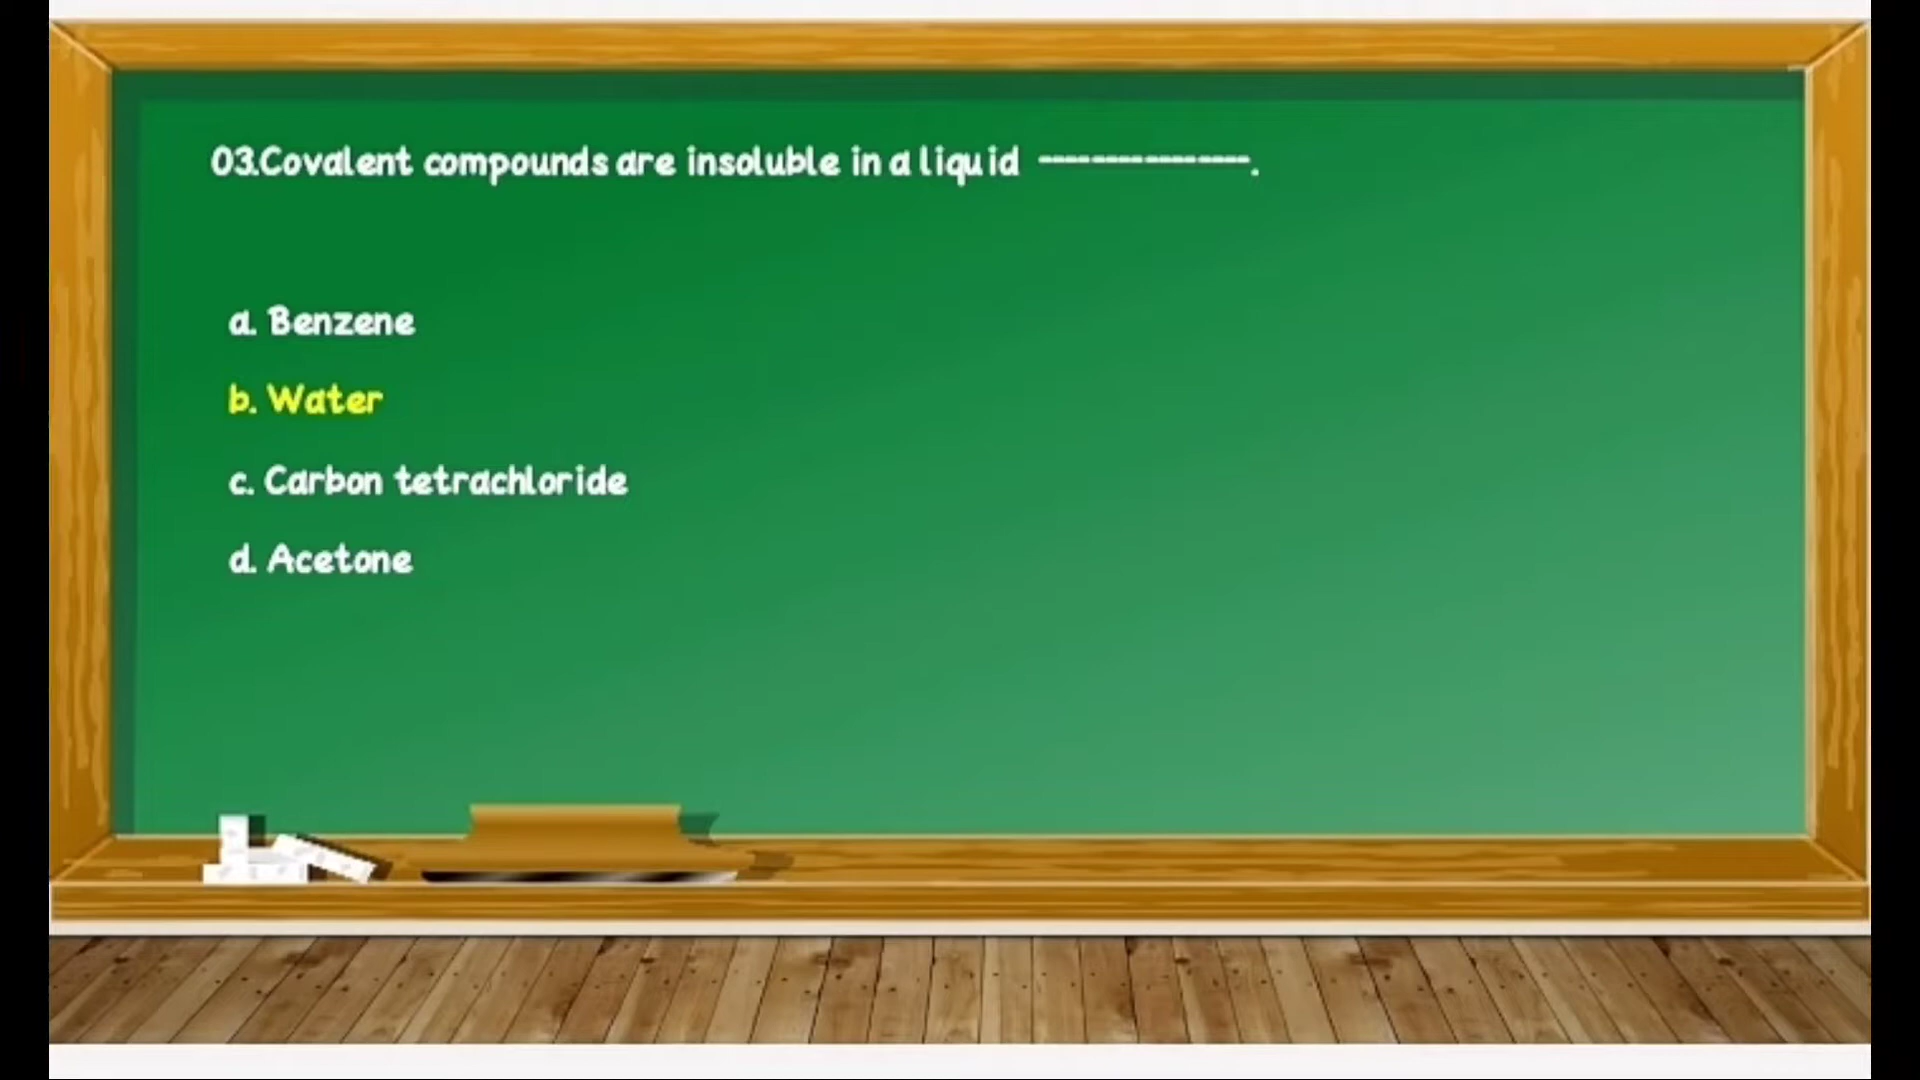 03.Covalent compounds are insoluble in a liquid ----------------.
a. Benzene
b. Water
c. Carbon tetrachloride
d. Acetone